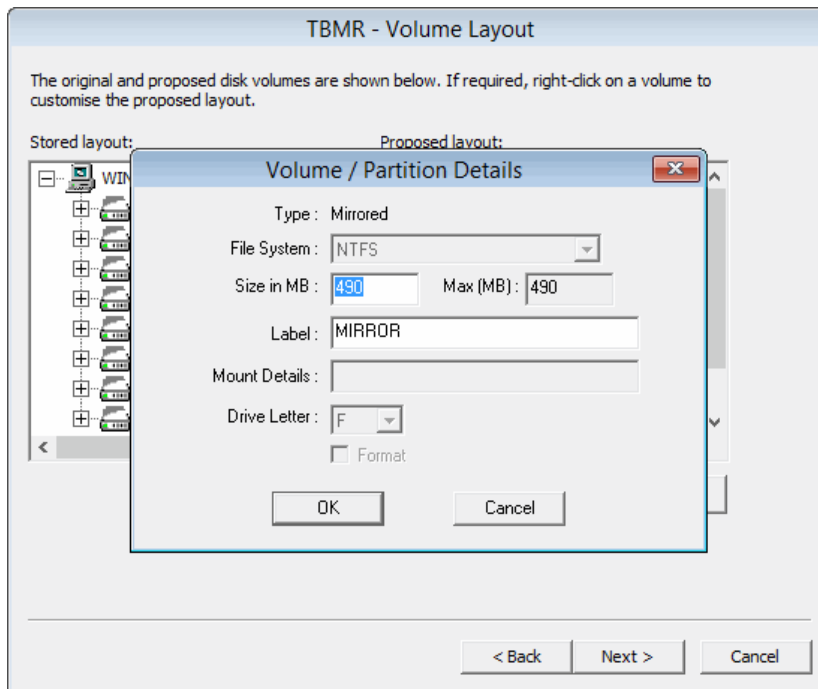 TBMR - Volume Layout
The original and proposed disk volumes are shown below. If required, right-click on a volume to
customise the proposed layout.
Stored layout: Proposed layout:
Volume / Partition Details
Type : Mirrored
File System : NTFS
Size in MB : 490 Max (MB) : 490
Label : MIRROR
Mount Details :
Drive Letter : F
Format
OK Cancel
< Back Next > Cancel